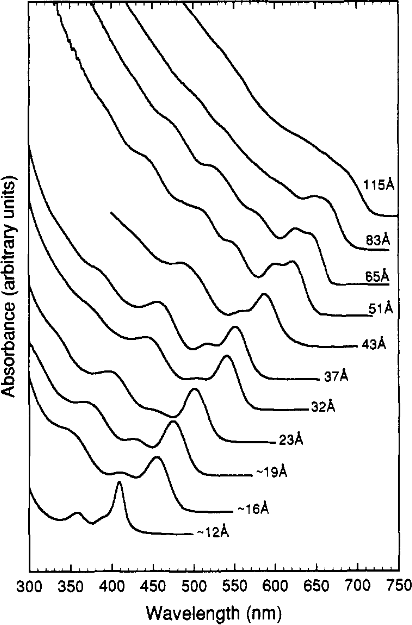 Absorbance (arbitrary units)
115Å
83Å
65Å
51Å
43Å
37Å
32Å
23Å
~19Å
~16Å
~12Å
300 350 400 450 500 550 600 650 700 750
Wavelength (nm)